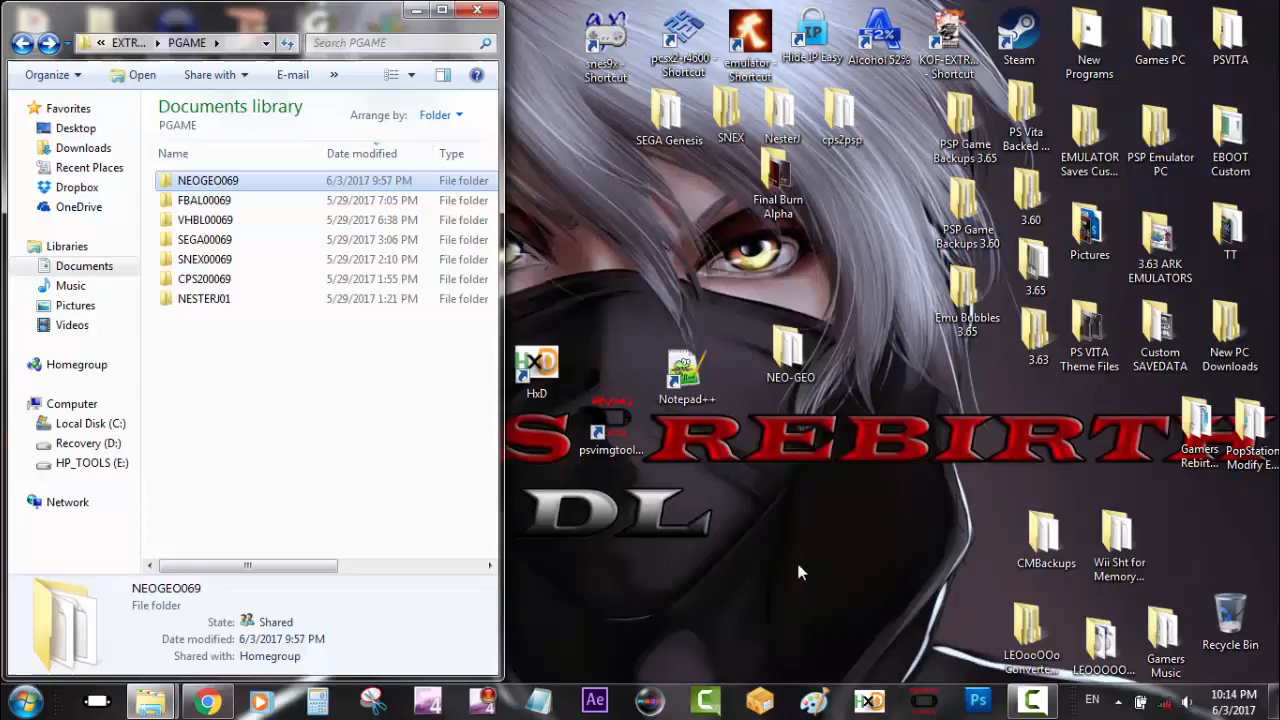 « EXTR... ▸ PGAME ▸
Search PGAME
Organize
Open
Share with
E-mail
»
Documents library
PGAME
Arrange by: Folder
Name
Date modified
Type
NEOGEO069 6/3/2017 9:57 PM File folder
FBAL00069 5/29/2017 7:05 PM File folder
VHBL00069 5/29/2017 6:38 PM File folder
SEGA00069 5/29/2017 3:06 PM File folder
SNEX00069 5/29/2017 2:10 PM File folder
CPS200069 5/29/2017 1:55 PM File folder
NESTERJ01 5/29/2017 1:21 PM File folder
Favorites
Desktop
Downloads
Recent Places
Dropbox
OneDrive
Libraries
Documents
Music
Pictures
Videos
Homegroup
Computer
Local Disk (C:)
Recovery (D:)
HP_TOOLS (E:)
Network
NEOGEO069
File folder
State: Shared
Date modified: 6/3/2017 9:57 PM
Shared with: Homegroup
snes9x -
Shortcut
pcsx2-r4600 -
Shortcut
emulator -
Shortcut
IP
Hide IP Easy
52%
Alcohol 52%
KOF-EXTR...
- Shortcut
Steam
New
Programs
Games PC
PSVITA
SEGA Genesis
SNEX
NesterJ
cps2psp
PSP Game
Backups 3.65
PS Vita
Backed ...
EMULATOR
Saves Cus...
PSP Emulator
PC
EBOOT
Custom
Final Burn
Alpha
PSP Game
Backups 3.60
3.60
Pictures
3.63 ARK
EMULATORS
TT
Emu Bubbles
3.65
3.65
3.63
PS VITA
Theme Files
Custom
SAVEDATA
New PC
Downloads
HxD
HxD
Notepad++
NEO-GEO
psvimgtool...
S REBIRTH
DL
Gamers
Rebirt...
PopStation
Modify E...
CMBackups
Wii Sht for
Memory...
LEOooOOo
Converte...
LEOOOOO...
Gamers
Music
Recycle Bin
4
4
Ae
HXD
Ps
EN
10:14 PM
6/3/2017